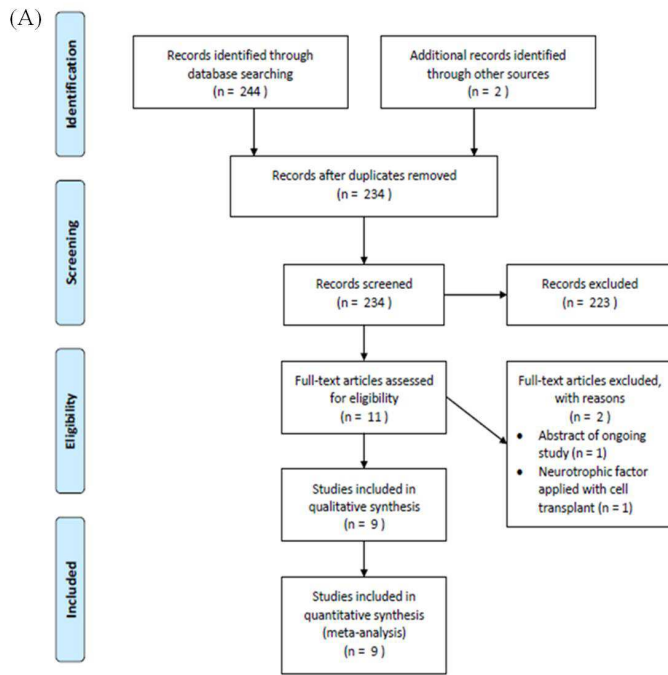 (A)
Identification
Records identified through
database searching
(n = 244 )
Additional records identified
through other sources
(n = 2 )
Records after duplicates removed
(n = 234 )
Screening
Records screened
(n = 234 )
Records excluded
(n = 223 )
Eligibility
Full-text articles assessed
for eligibility
(n = 11 )
Full-text articles excluded,
with reasons
(n = 2 )
• Abstract of ongoing
study (n = 1)
• Neurotrophic factor
applied with cell
transplant (n = 1)
Studies included in
qualitative synthesis
(n = 9 )
Included
Studies included in
quantitative synthesis
(meta-analysis)
(n = 9 )